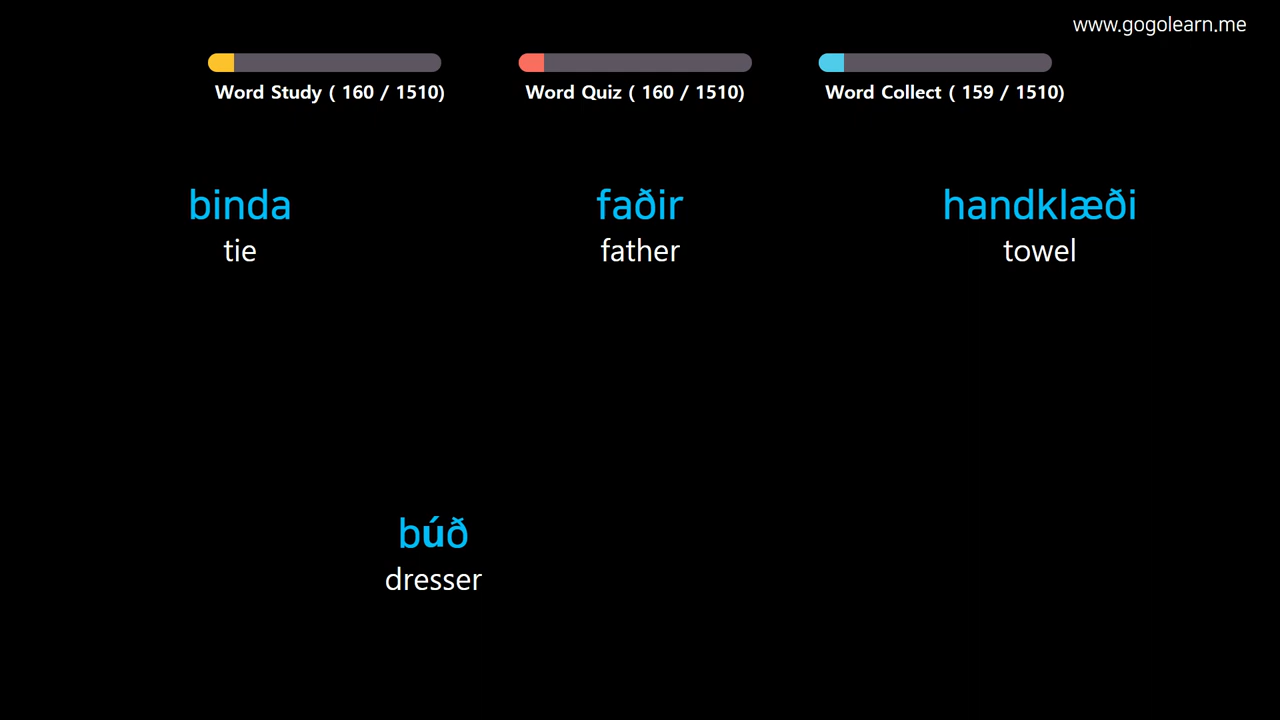 www.gogolearn.me
Word Study ( 160 / 1510)
Word Quiz ( 160 / 1510)
Word Collect ( 159 / 1510)
binda
tie
faðir
father
handklæði
towel
búð
dresser